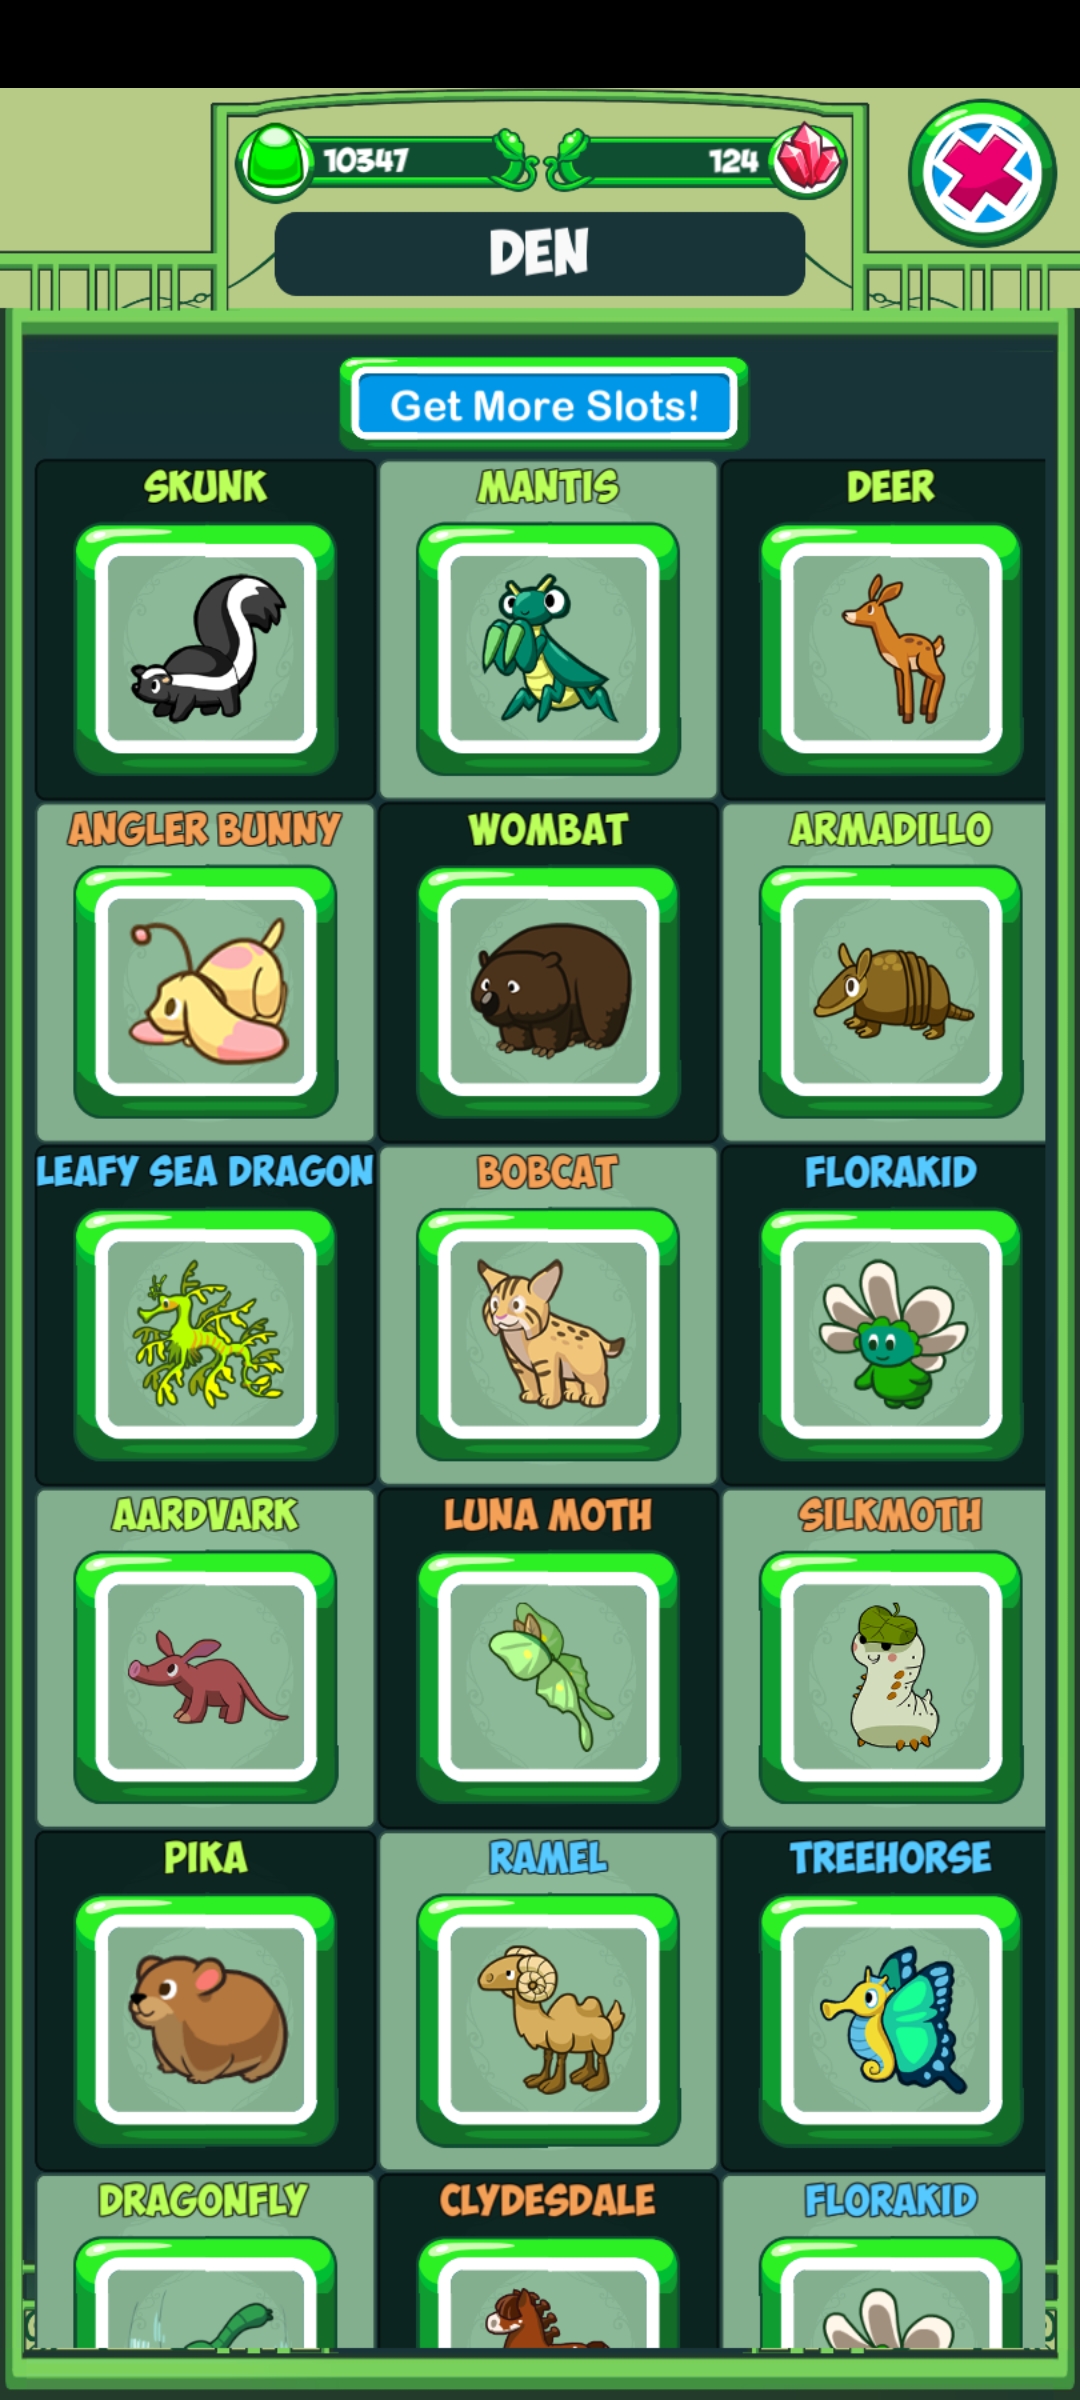 10347 124
DEN
Get More Slots!
SKUNK MANTIS DEER
ANGLER BUNNY WOMBAT ARMADILLO
LEAFY SEA DRAGON BOBCAT FLORAKID
AARDVARK LUNA MOTH SILKMOTH
PIKA RAMEL TREEHORSE
DRAGONFLY CLYDESDALE FLORAKID